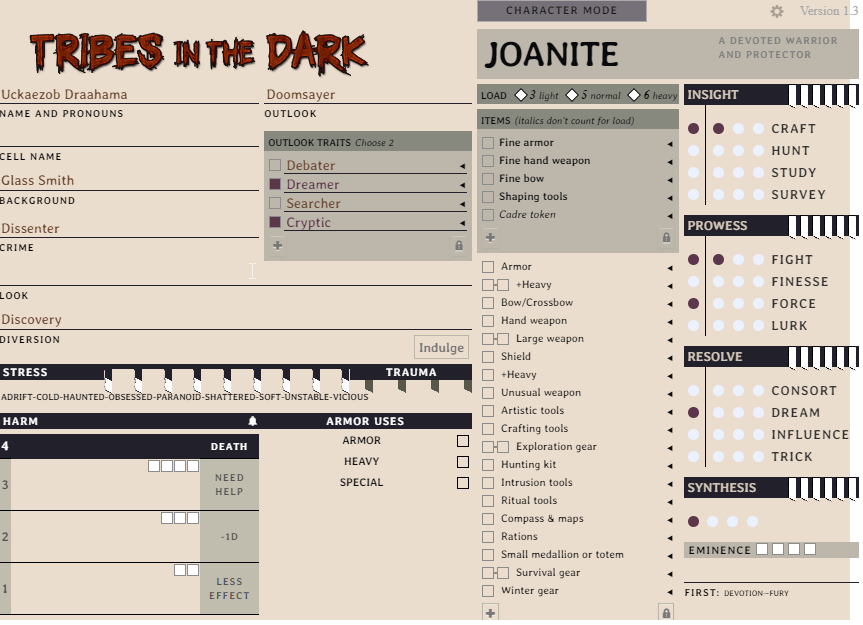 CHARACTER MODE
Version 1.3
TRIBES IN THE DARK
Uckaezob Draahama
NAME AND PRONOUNS
Doomsayer
OUTLOOK
CELL NAME
Glass Smith
BACKGROUND
Dissenter
CRIME
LOOK
Discovery
DIVERSION
Indulge
OUTLOOK TRAITS Choose 2
Debater
Dreamer
Searcher
Cryptic
STRESS
TRAUMA
ADRIFT-COLD-HAUNTED-OBSESSED-PARANOID-SHATTERED-SOFT-UNSTABLE-VICIOUS
HARM
ARMOR USES
4 DEATH
3 NEED HELP
2 -1D
1 LESS EFFECT
ARMOR
HEAVY
SPECIAL
JOANITE
A DEVOTED WARRIOR
AND PROTECTOR
LOAD 3 light 5 normal 6 heavy
ITEMS (italics don't count for load)
Fine armor
Fine hand weapon
Fine bow
Shaping tools
Cadre token
Armor
+Heavy
Bow/Crossbow
Hand weapon
Large weapon
Shield
+Heavy
Unusual weapon
Artistic tools
Crafting tools
Exploration gear
Hunting kit
Intrusion tools
Ritual tools
Compass & maps
Rations
Small medallion or totem
Survival gear
Winter gear
INSIGHT
CRAFT
HUNT
STUDY
SURVEY
PROWESS
FIGHT
FINESSE
FORCE
LURK
RESOLVE
CONSORT
DREAM
INFLUENCE
TRICK
SYNTHESIS
EMINENCE
FIRST: DEVOTION—FURY